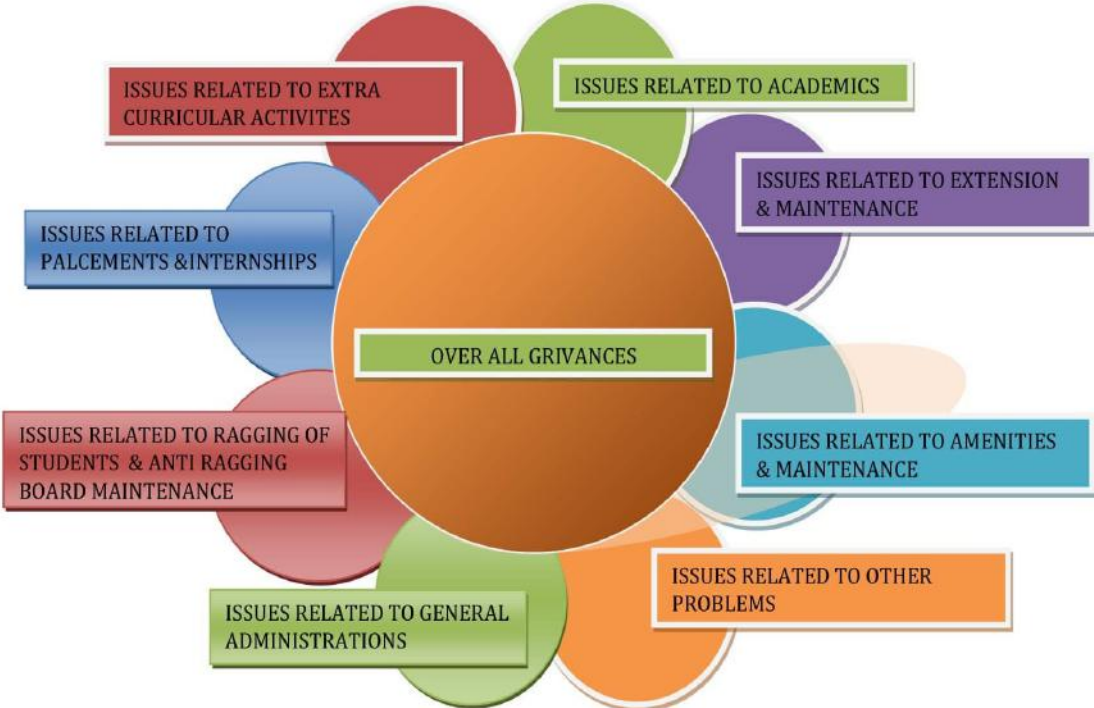 ISSUES RELATED TO EXTRA
CURRICULAR ACTIVITES
ISSUES RELATED TO ACADEMICS
ISSUES RELATED TO EXTENSION
& MAINTENANCE
ISSUES RELATED TO
PALCEMENTS &INTERNSHIPS
OVER ALL GRIVANCES
ISSUES RELATED TO RAGGING OF
STUDENTS & ANTI RAGGING
BOARD MAINTENANCE
ISSUES RELATED TO AMENITIES
& MAINTENANCE
ISSUES RELATED TO OTHER
PROBLEMS
ISSUES RELATED TO GENERAL
ADMINISTRATIONS